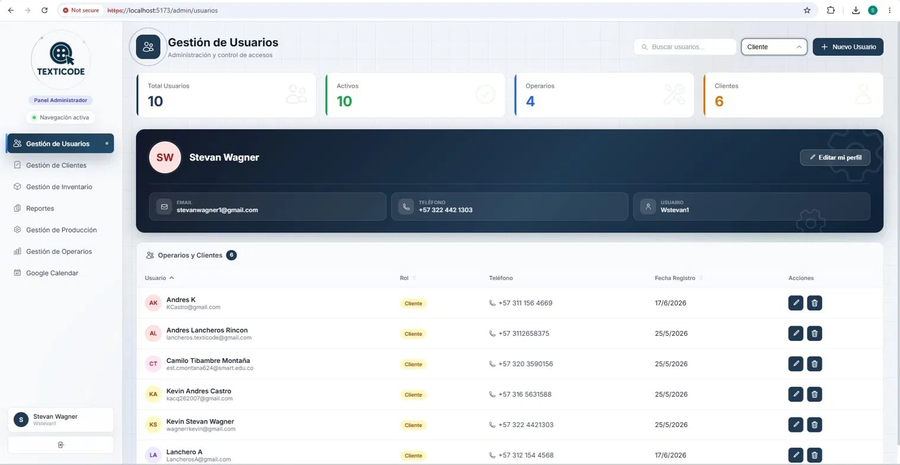 Not secure
https://localhost:5173/admin/usuarios
S
TEXTICODE
Panel Administrador
Navegación activa
Gestión de Usuarios
Gestión de Clientes
Gestión de Inventario
Reportes
Gestión de Producción
Gestión de Operarios
Google Calendar
S
Stevan Wagner
Wstevan1
Gestión de Usuarios
Administración y control de accesos
Buscar usuarios...
Cliente
Nuevo Usuario
Total Usuarios
10
Activos
10
Operarios
4
Clientes
6
SW
Stevan Wagner
Editar mi perfil
EMAIL
stevanwagner1@gmail.com
TELÉFONO
+57 322 442 1303
USUARIO
Wstevan1
Operarios y Clientes 6
Usuario Rol Teléfono Fecha Registro Acciones
AK Andres K Cliente +57 311 156 4669 17/6/2026
KCastro@gmail.com
AL Andres Lancheros Rincon Cliente +57 3112658375 25/5/2026
lancheros.texticode@gmail.com
CT Camilo Tibambre Montaña Cliente +57 320 3590156 25/5/2026
est.cmontana624@smart.edu.co
KA Kevin Andres Castro Cliente +57 316 5631588 25/5/2026
kacq262007@gmail.com
KS Kevin Stevan Wagner Cliente +57 322 4421303 25/5/2026
wagnerrkevin@gmail.com
LA Lanchero A Cliente +57 312 154 4568 17/6/2026
LancherosA@gmail.com